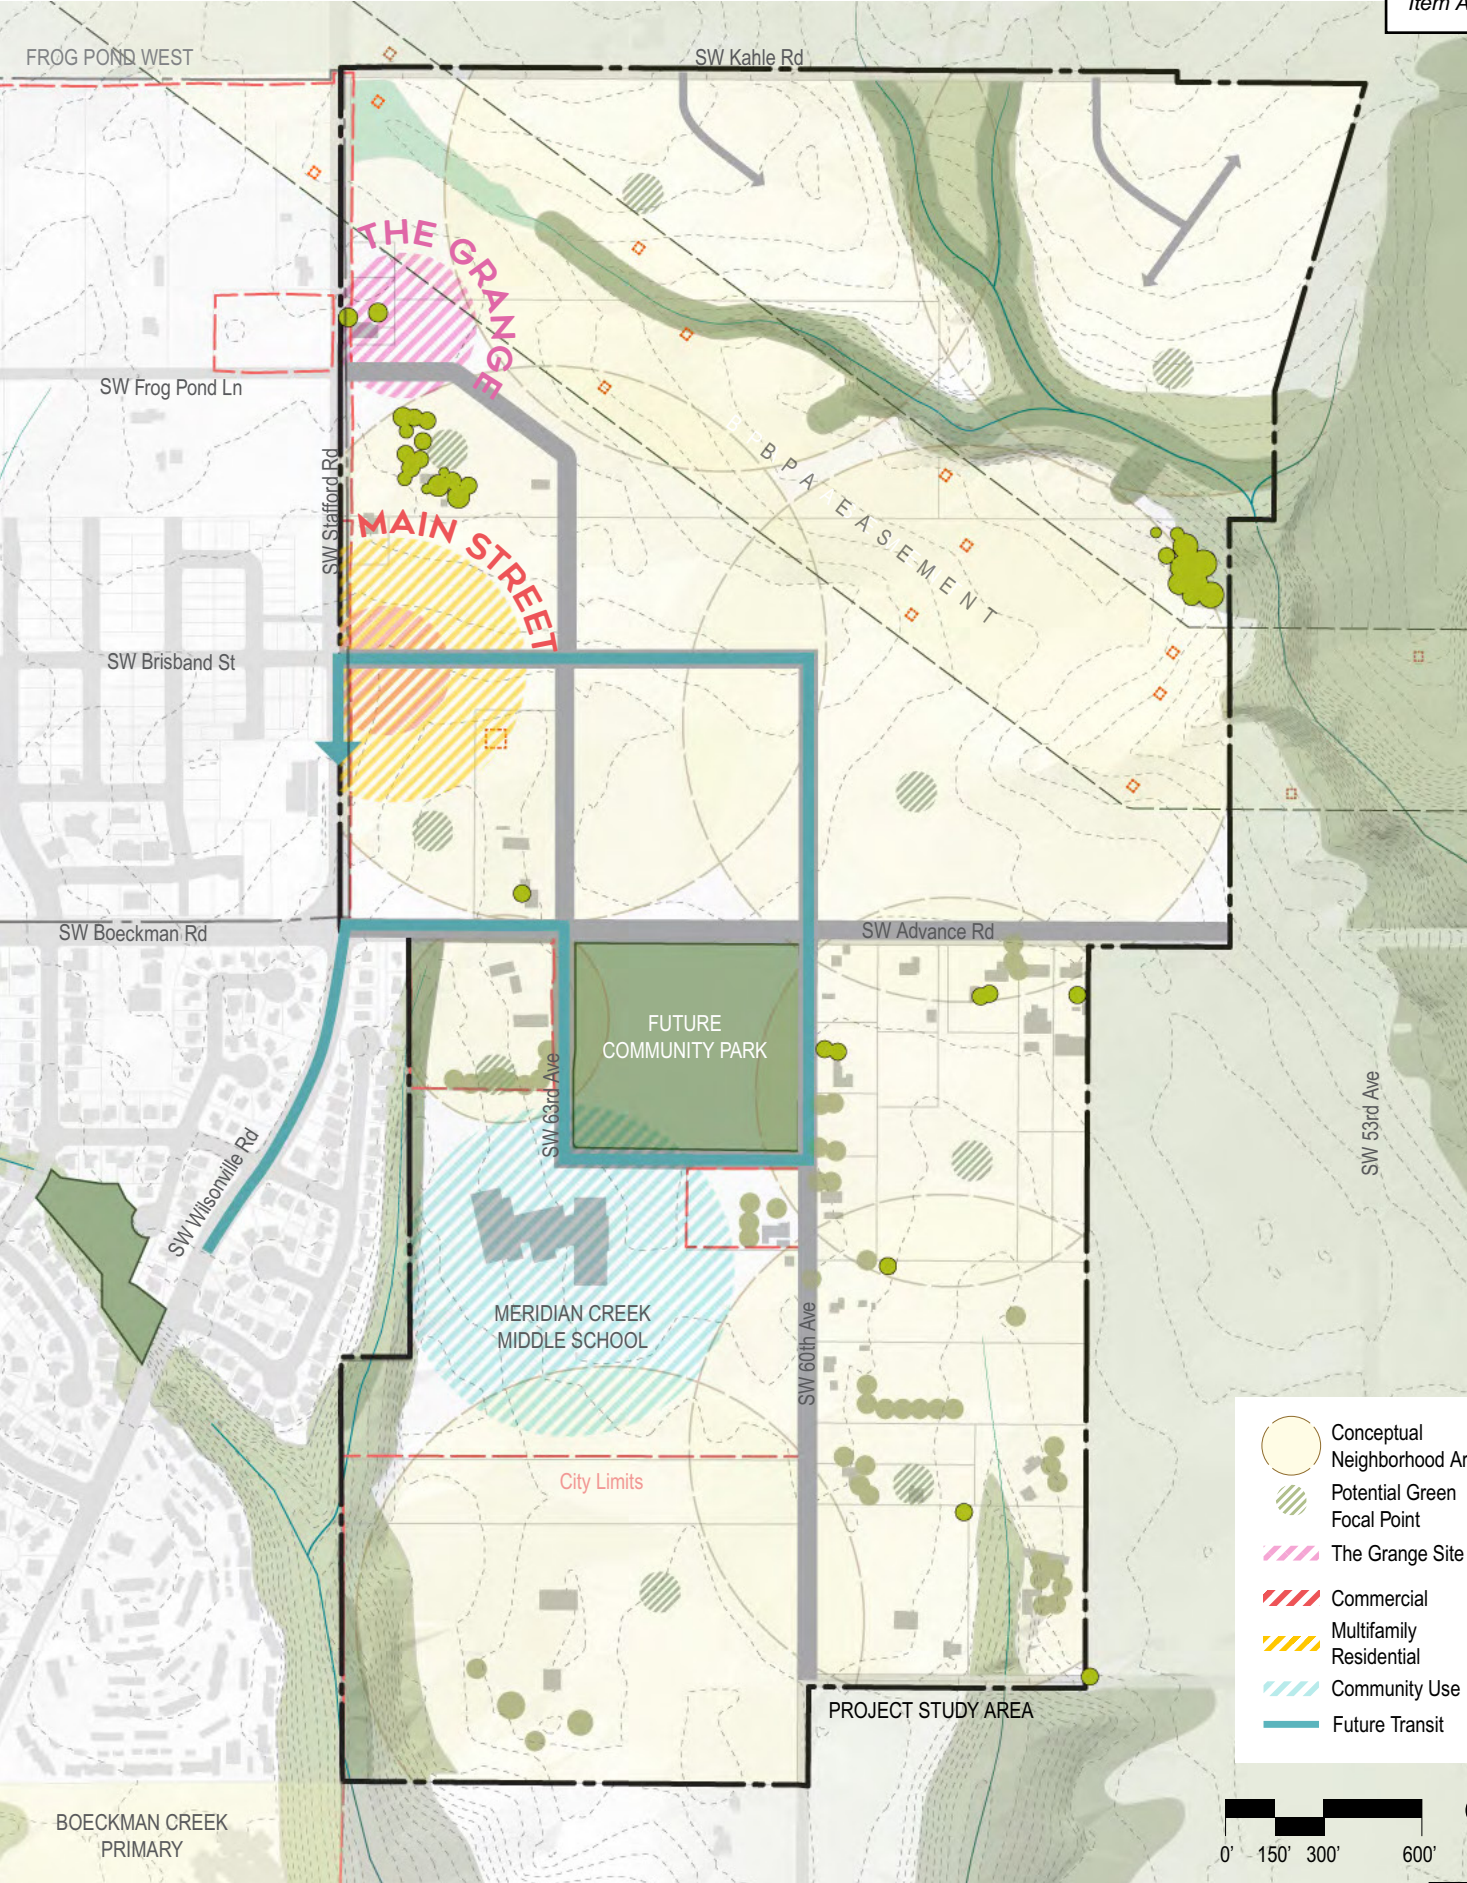 Item A
FROG POND WEST
SW Kahle Rd
THE GRANGE
SW Frog Pond Ln
SW Stafford Rd
BPA EASEMENT
MAIN STREET
SW Brisband St
SW Boeckman Rd
SW Advance Rd
FUTURE
COMMUNITY PARK
SW 63rd Ave
SW 53rd Ave
SW Wilsonville Rd
MERIDIAN CREEK
MIDDLE SCHOOL
SW 60th Ave
City Limits
Conceptual
Neighborhood Ar
Potential Green
Focal Point
The Grange Site
Commercial
Multifamily
Residential
Community Use
Future Transit
PROJECT STUDY AREA
BOECKMAN CREEK
PRIMARY
0' 150' 300' 600'